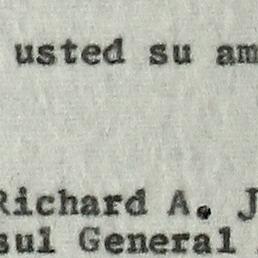 usted su am
Richard A. J
sul General